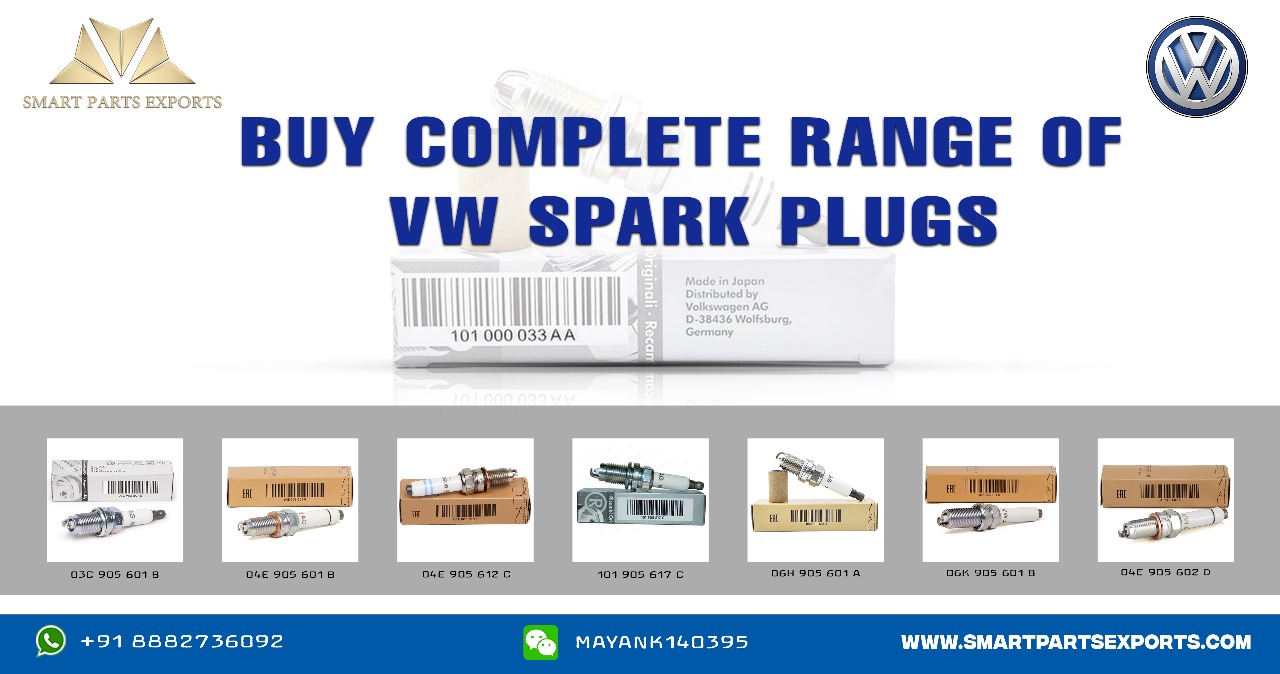 SMART PARTS EXPORTS
BUY COMPLETE RANGE OF
VW SPARK PLUGS
101 000 033 AA
Made in Japan
Distributed by
Volkswagen AG
D-38436 Wolfsburg,
Germany
03C 905 601 B
04E 905 601 B
04E 905 612 C
101 905 617 C
06H 905 601 A
06K 905 601 B
04E 905 602 D
+91 8882736092
MAYANK140395
WWW.SMARTPARTSEXPORTS.COM